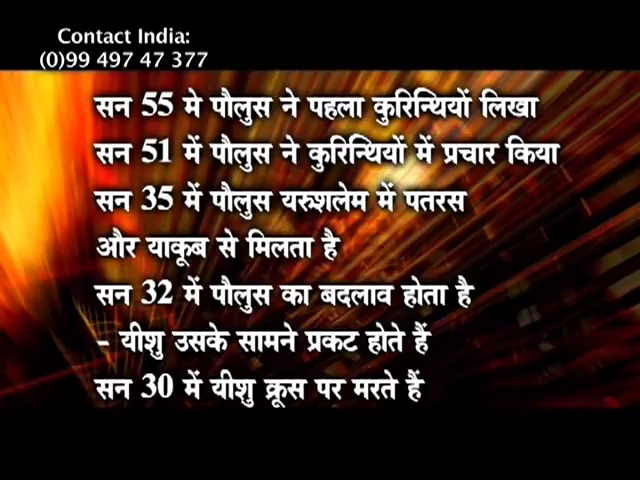 Contact India:
(0)99 497 47 377
सन 55 मे पौलुस ने पहला कुरिन्थियों लिखा
सन 51 में पौलुस ने कुरिन्थियों में प्रचार किया
सन 35 में पौलुस यरुशलेम में पतरस
और याकूब से मिलता है
सन 32 में पौलुस का बदलाव होता है
- यीशु उसके सामने प्रकट होते हैं
सन 30 में यीशु क्रूस पर मरते हैं